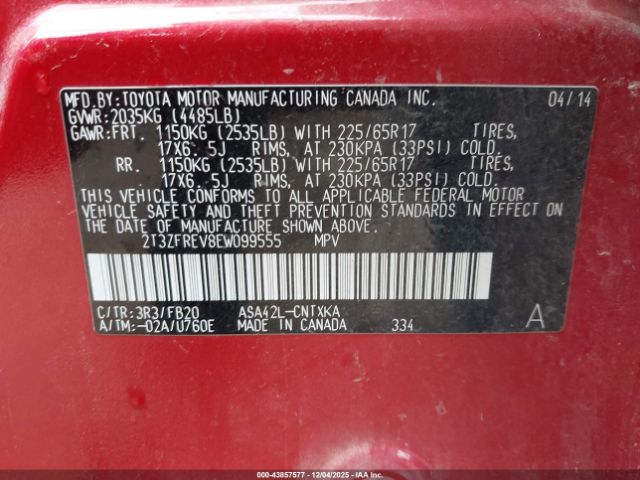 MFD.BY:TOYOTA MOTOR MANUFACTURING CANADA INC. 04/14
GVWR:2035KG (4485LB)
GAWR:FRT. 1150KG (2535LB) WITH 225/65R17 TIRES,
17X6.5J RIMS, AT 230KPA (33PSI) COLD.
RR. 1150KG (2535LB) WITH 225/65R17 TIRES,
17X6.5J RIMS, AT 230KPA (33PSI) COLD.
THIS VEHICLE CONFORMS TO ALL APPLICABLE FEDERAL MOTOR
VEHICLE SAFETY AND THEFT PREVENTION STANDARDS IN EFFECT ON
THE DATE OF MANUFACTURE SHOWN ABOVE.
2T3ZFREV8EW099555 MPV
C/TR:3R3/FB20 ASA42L-CNTXKA
A/TM:-02A/U760E MADE IN CANADA 334 A
000-43857577 - 12/04/2025 - IAA Inc.